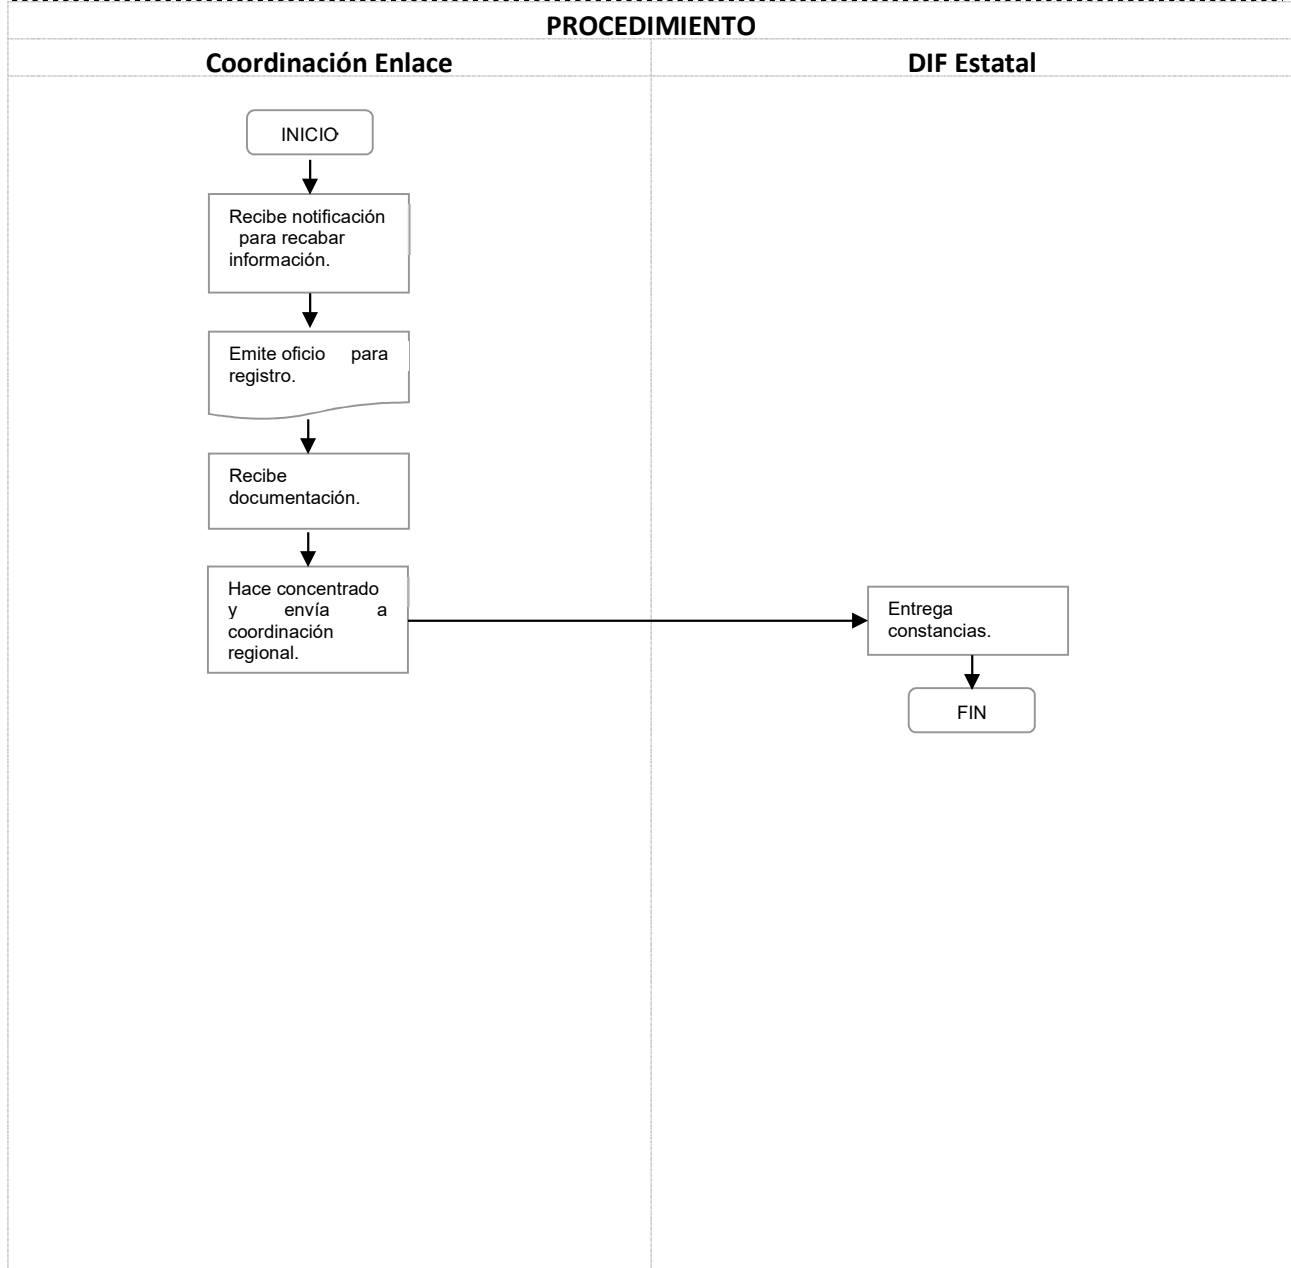 PROCEDIMIENTO
Coordinación Enlace
DIF Estatal
INICIO
Recibe notificación
para recabar
información.
Emite oficio para
registro.
Recibe
documentación.
Hace concentrado
y envía a
coordinación
regional.
Entrega
constancias.
FIN